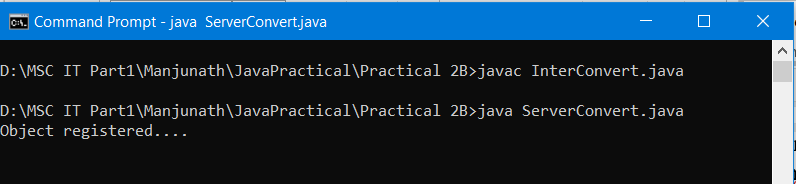 Command Prompt - java  ServerConvert.java
D:\MSC IT Part1\Manjunath\JavaPractical\Practical 2B>javac InterConvert.java
D:\MSC IT Part1\Manjunath\JavaPractical\Practical 2B>java ServerConvert.java
Object registered....